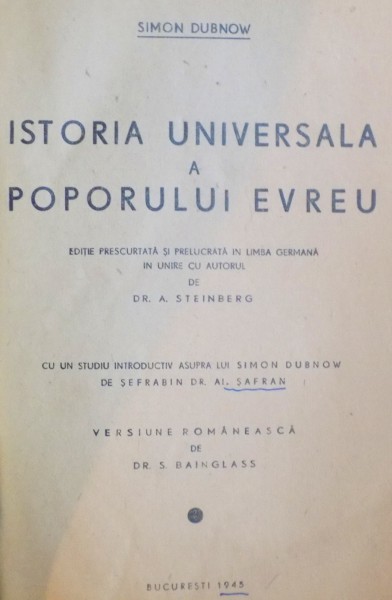 SIMON DUBNOW
ISTORIA UNIVERSALA
A
POPORULUI EVREU
EDIȚIE PRESCURTATĂ ȘI PRELUCRATĂ IN LIMBA GERMANĂ
IN UNIRE CU AUTORUL
DE
DR. A. STEINBERG
CU UN STUDIU INTRODUCTIV ASUPRA LUI SIMON DUBNOW
DE ȘEFRABIN DR. AL. ȘAFRAN
VERSIUNE ROMÂNEASCĂ
DE
DR. S. BAINGLASS
BUCUREȘTI 1945